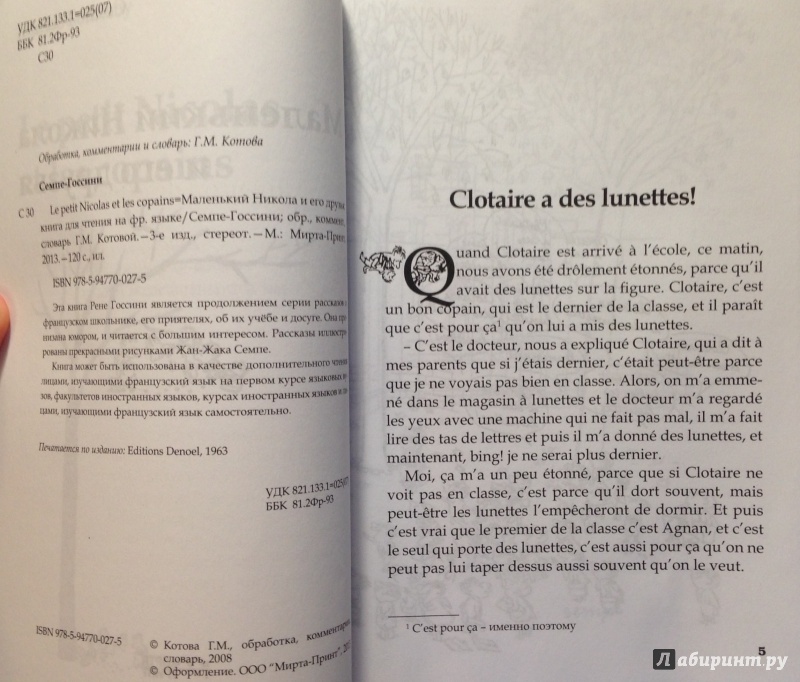 УДК 821.133.1=025(07)
ББК 81.2Фр-93
С30
Обработка, комментарии и словарь: Г.М. Котова
Семпе-Госсини
С 30 Le petit Nicolas et les copains=Маленький Никола и его друзья
книга для чтения на фр. языке/Семпе-Госсини; обр., коммент.
словарь Г.М. Котовой.—3-е изд., стереот.—М.: Мирта-Принт,
2013.—120 с., ил.
ISBN 978-5-94770-027-5
Эта книга Рене Госсини является продолжением серии рассказов
французском школьнике, его приятелях, об их учёбе и досуге. Она
низана юмором, и читается с большим интересом. Рассказы иллюстри
рованы прекрасными рисунками Жан-Жака Семпе.
Книга может быть использована в качестве дополнительного чтения
лицами, изучающими французский язык на первом курсе языковых ву
зов, факультетов иностранных языков, курсах иностранных языков и
цами, изучающими французский язык самостоятельно.
Печатается по изданию: Editions Denoel, 1963
УДК 821.133.1=025(07
ББК 81.2Фр-93
ISBN 978-5-94770-027-5
© Котова Г.М., обработка, комментарии
словарь, 2008
© Оформление. ООО "Мирта-Принт", 20
Clotaire a des lunettes!
Quand Clotaire est arrivé à l'école, ce matin,
nous avons été drôlement étonnés, parce qu'il
avait des lunettes sur la figure. Clotaire, c'est
un bon copain, qui est le dernier de la classe, et il paraît
que c'est pour ça¹ qu'on lui a mis des lunettes.
– C'est le docteur, nous a expliqué Clotaire, qui a dit à
mes parents que si j'étais dernier, c'était peut-être parce
que je ne voyais pas bien en classe. Alors, on m'a emme-
né dans le magasin à lunettes et le docteur m'a regardé
les yeux avec une machine qui ne fait pas mal, il m'a fait
lire des tas de lettres et puis il m'a donné des lunettes, et
maintenant, bing! je ne serai plus dernier.
Moi, ça m'a un peu étonné, parce que si Clotaire ne
voit pas en classe, c'est parce qu'il dort souvent, mais
peut-être les lunettes l'empêcheront de dormir. Et puis
c'est vrai que le premier de la classe c'est Agnan, et c'est
le seul qui porte des lunettes, c'est aussi pour ça qu'on ne
peut pas lui taper dessus aussi souvent qu'on le veut.
¹ C'est pour ça – именно поэтому
5
Лабиринт.ру